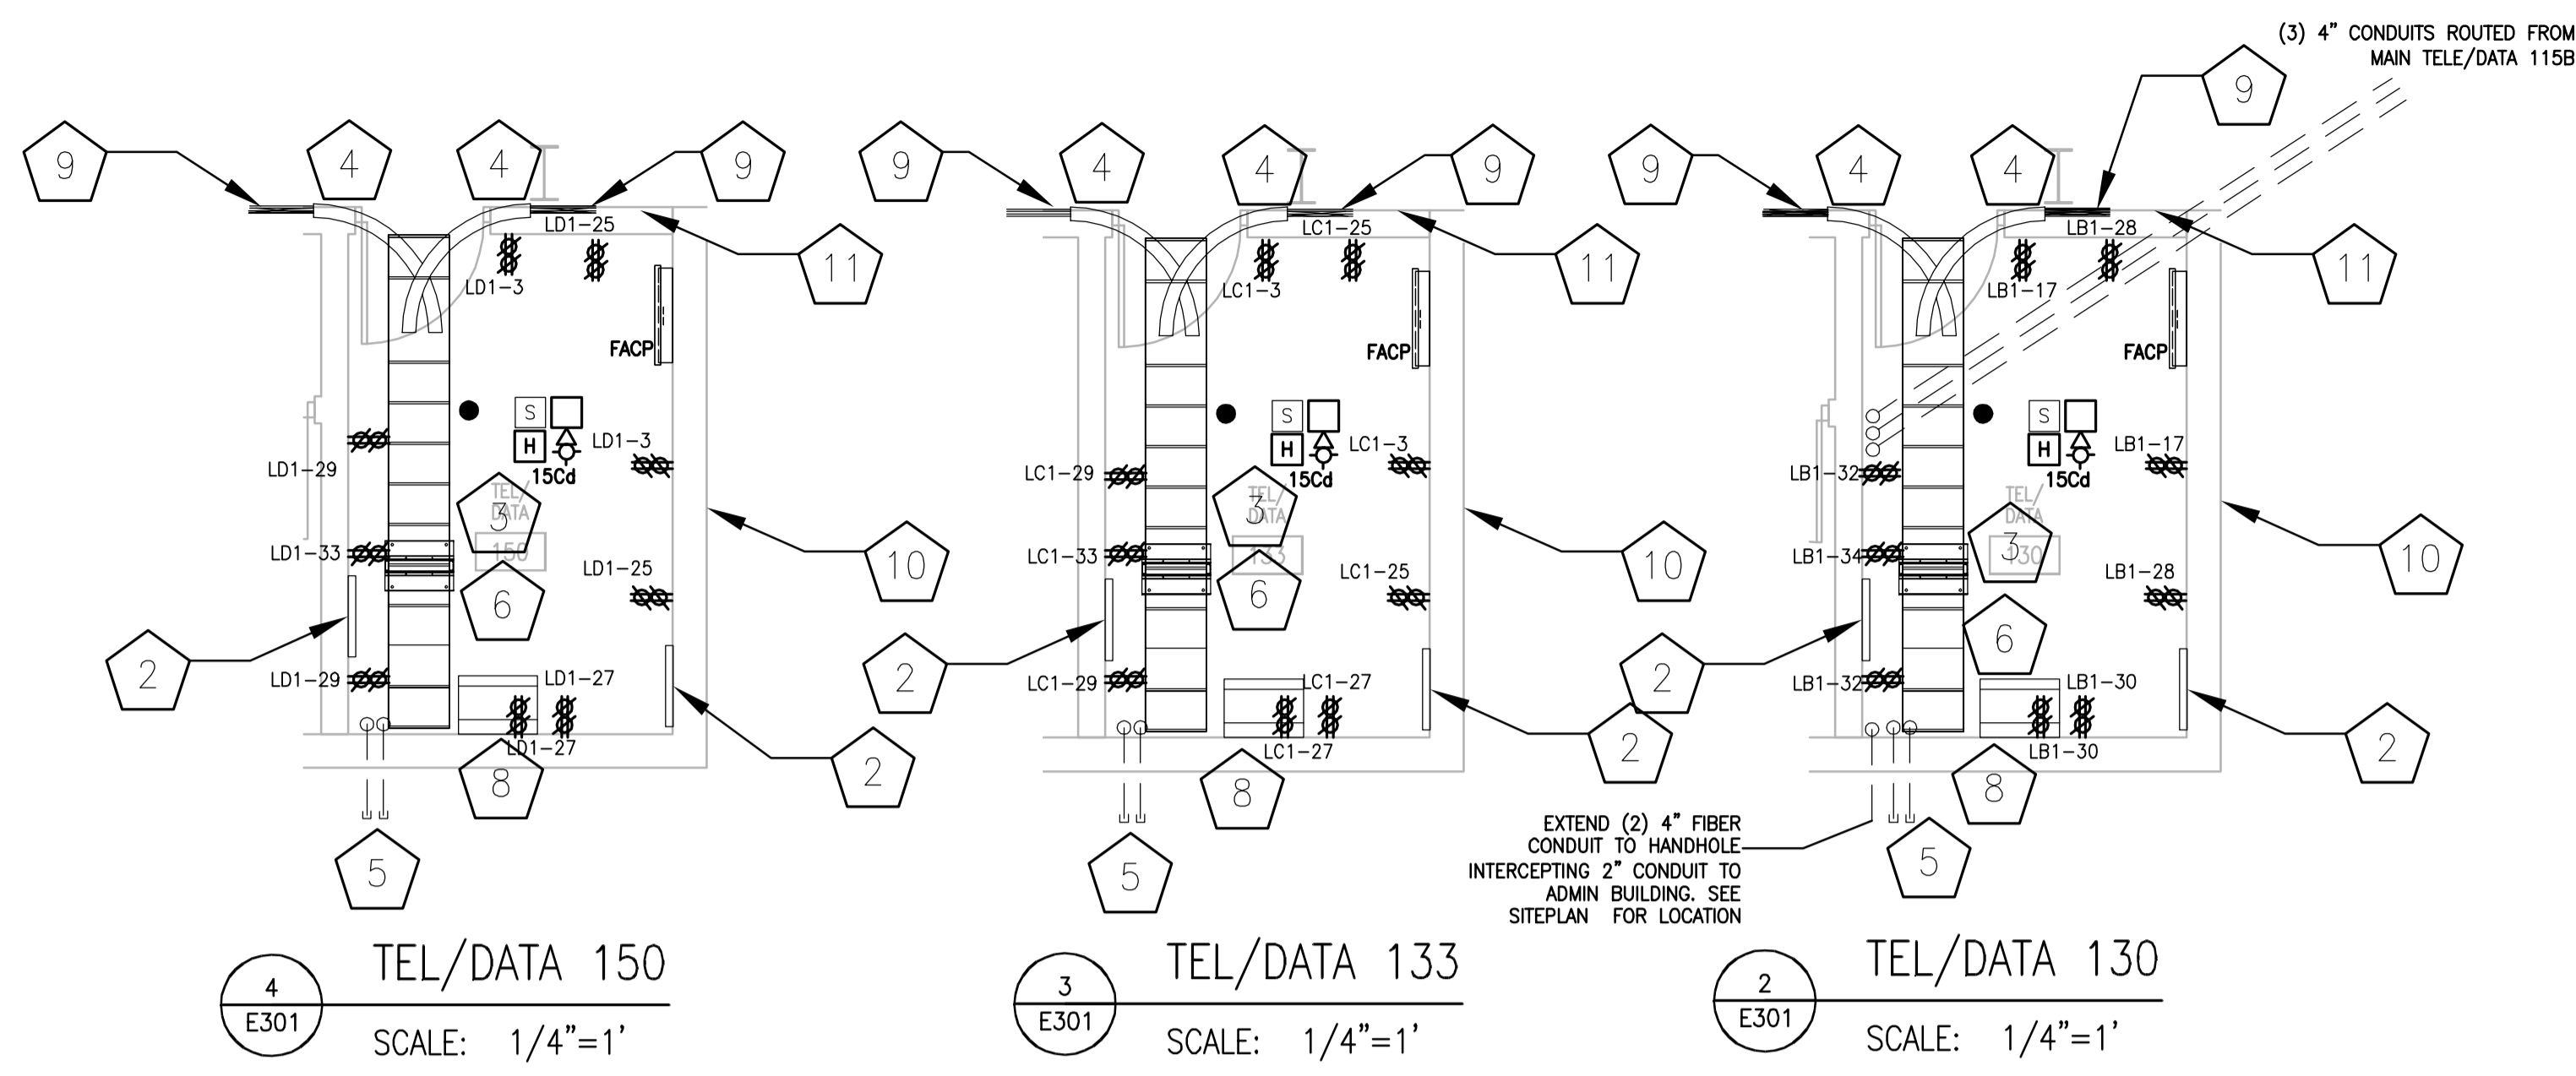 (3) 4" CONDUITS ROUTED FROM
MAIN TELE/DATA 115B
9
4
4
9
LD1-25
LD1-3
11
FACP
S
H
15Cd
LD1-3
LD1-29
TEL/
DATA
3
150
LD1-33
LD1-25
10
6
2
LD1-29
LD1-27
LD1-27
2
8
5
4
E301
TEL/DATA 150
SCALE: 1/4"=1'
9
4
4
9
LC1-25
LC1-3
11
FACP
S
H
15Cd
LC1-3
LC1-29
TEL/
DATA
3
133
LC1-33
LC1-25
10
6
2
LC1-29
LC1-27
LC1-27
2
8
5
3
E301
TEL/DATA 133
SCALE: 1/4"=1'
9
4
4
9
LB1-28
LB1-17
11
FACP
S
H
15Cd
LB1-17
LB1-32
TEL/
DATA
3
130
LB1-34
LB1-28
10
6
2
LB1-32
LB1-30
LB1-30
2
8
5
EXTEND (2) 4" FIBER
CONDUIT TO HANDHOLE
INTERCEPTING 2" CONDUIT TO
ADMIN BUILDING. SEE
SITEPLAN FOR LOCATION
2
E301
TEL/DATA 130
SCALE: 1/4"=1'